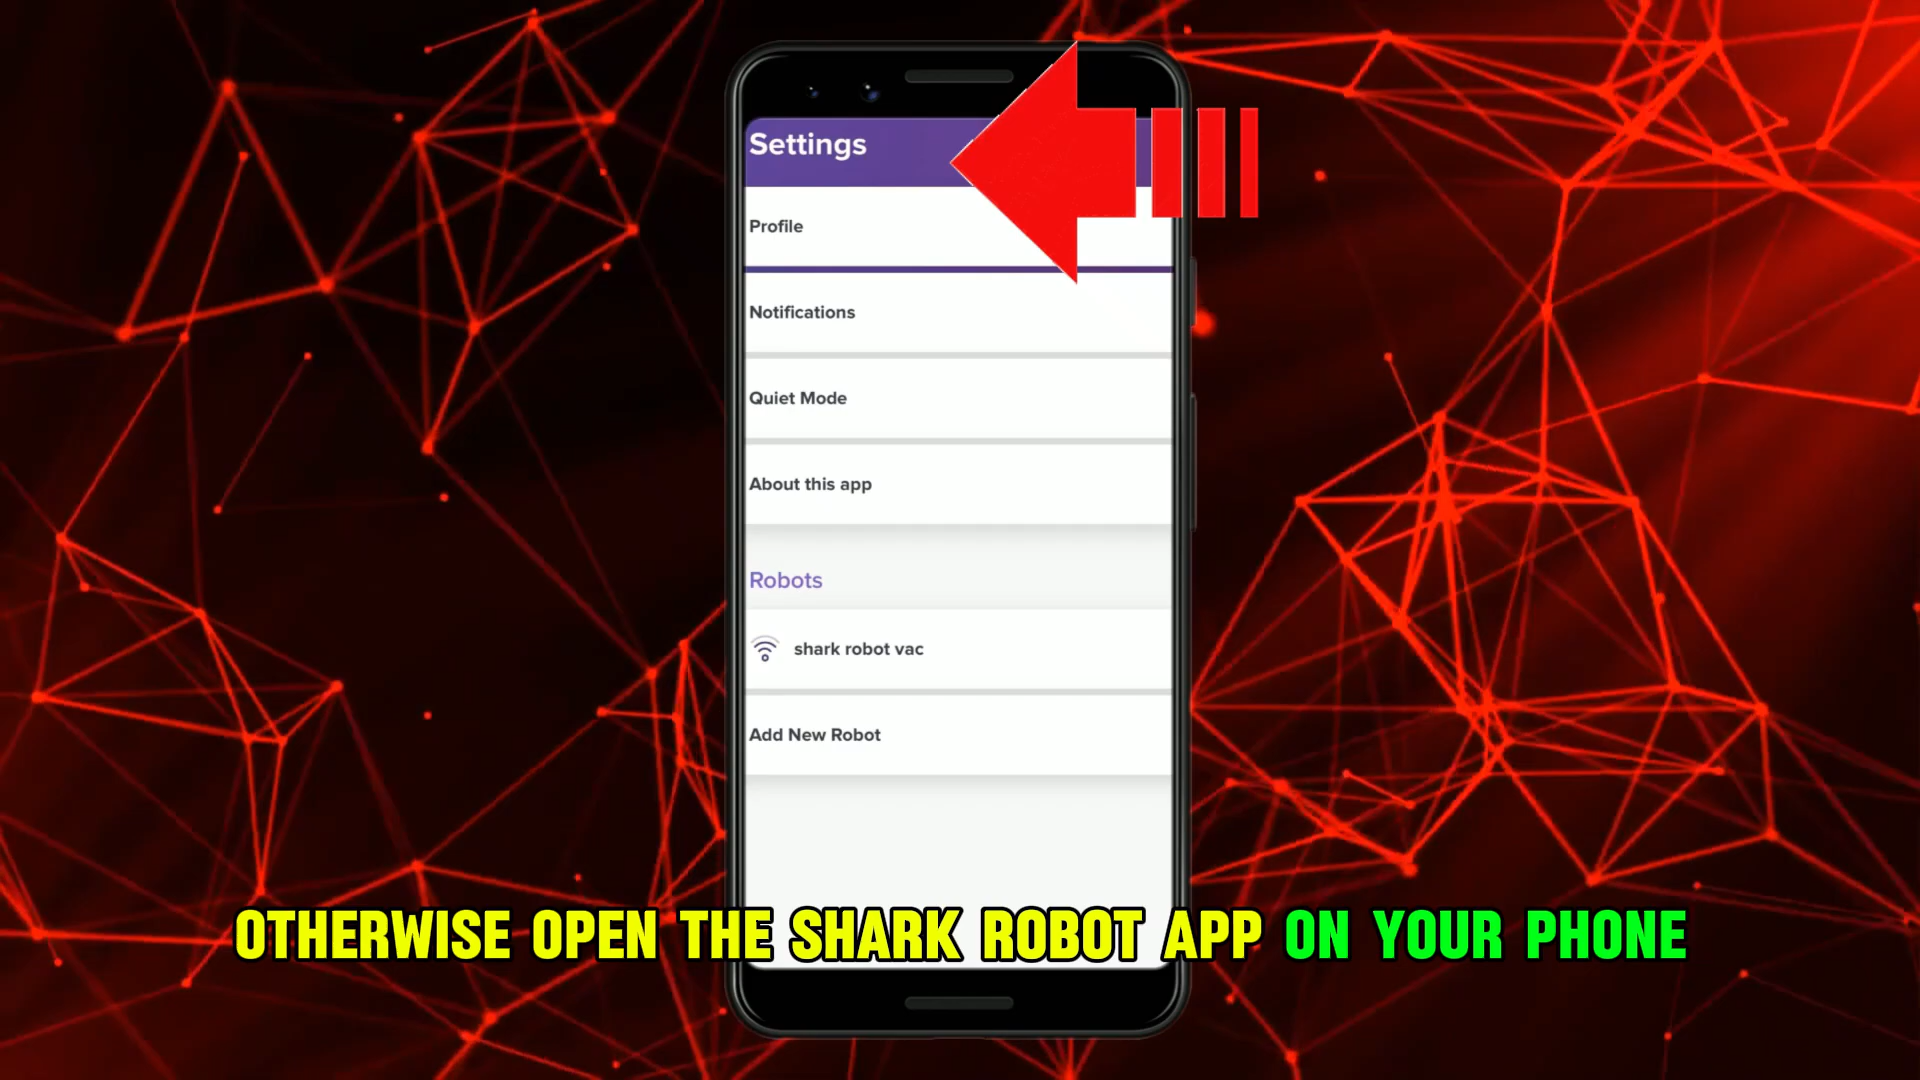 Settings
Profile
Notifications
Quiet Mode
About this app
Robots
shark robot vac
Add New Robot
OTHERWISE OPEN THE SHARK ROBOT APP ON YOUR PHONE